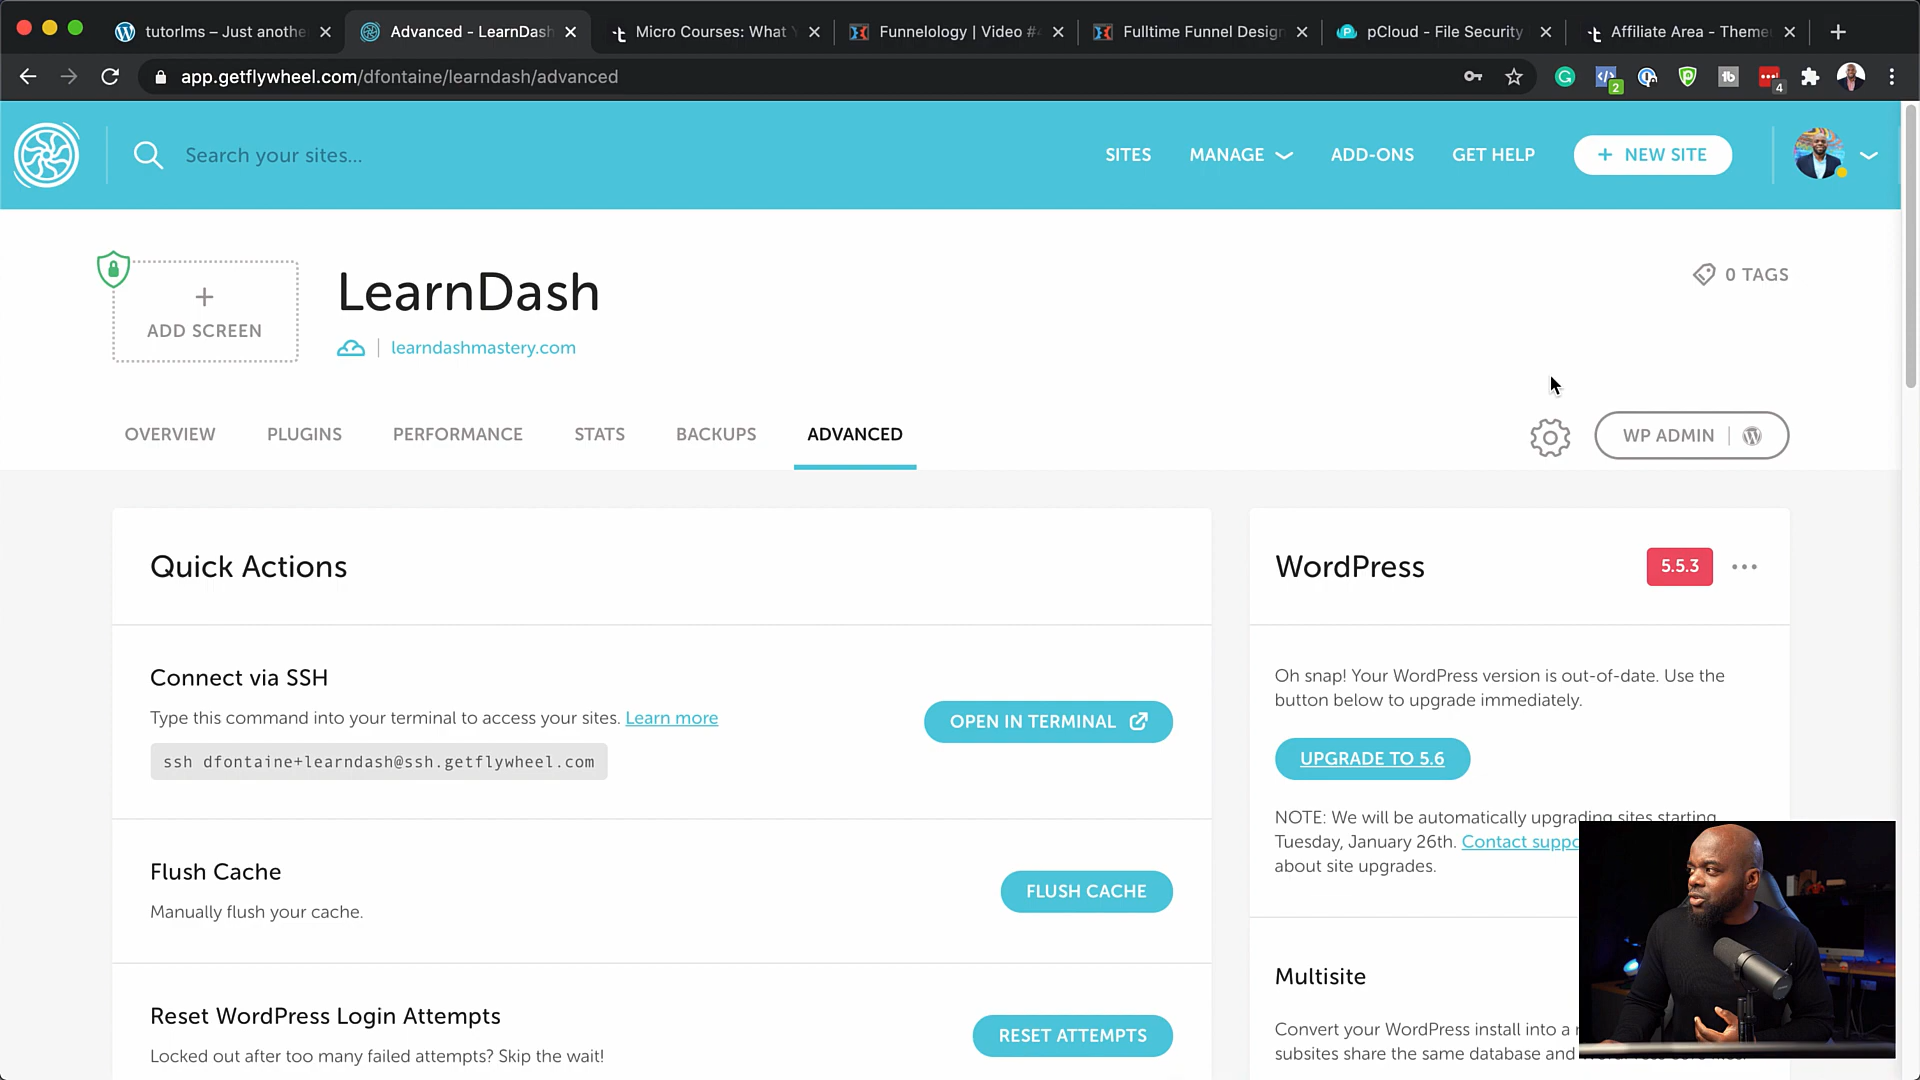 tutorlms – Just anothe
Advanced - LearnDash
Micro Courses: What Y
Funnelology | Video #4
Fulltime Funnel Design
pCloud - File Security
Affiliate Area - Theme
app.getflywheel.com/dfontaine/learndash/advanced
2
4
Search your sites...
SITES
MANAGE
ADD-ONS
GET HELP
+ NEW SITE
+
ADD SCREEN
LearnDash
learndashmastery.com
0 TAGS
OVERVIEW
PLUGINS
PERFORMANCE
STATS
BACKUPS
ADVANCED
WP ADMIN
Quick Actions
Connect via SSH
Type this command into your terminal to access your sites. Learn more
ssh dfontaine+learndash@ssh.getflywheel.com
OPEN IN TERMINAL
Flush Cache
Manually flush your cache.
FLUSH CACHE
Reset WordPress Login Attempts
Locked out after too many failed attempts? Skip the wait!
RESET ATTEMPTS
WordPress
5.5.3
Oh snap! Your WordPress version is out-of-date. Use the
button below to upgrade immediately.
UPGRADE TO 5.6
NOTE: We will be automatically upgrading sites starting
Tuesday, January 26th. Contact suppo
about site upgrades.
Multisite
Convert your WordPress install into a
subsites share the same database and